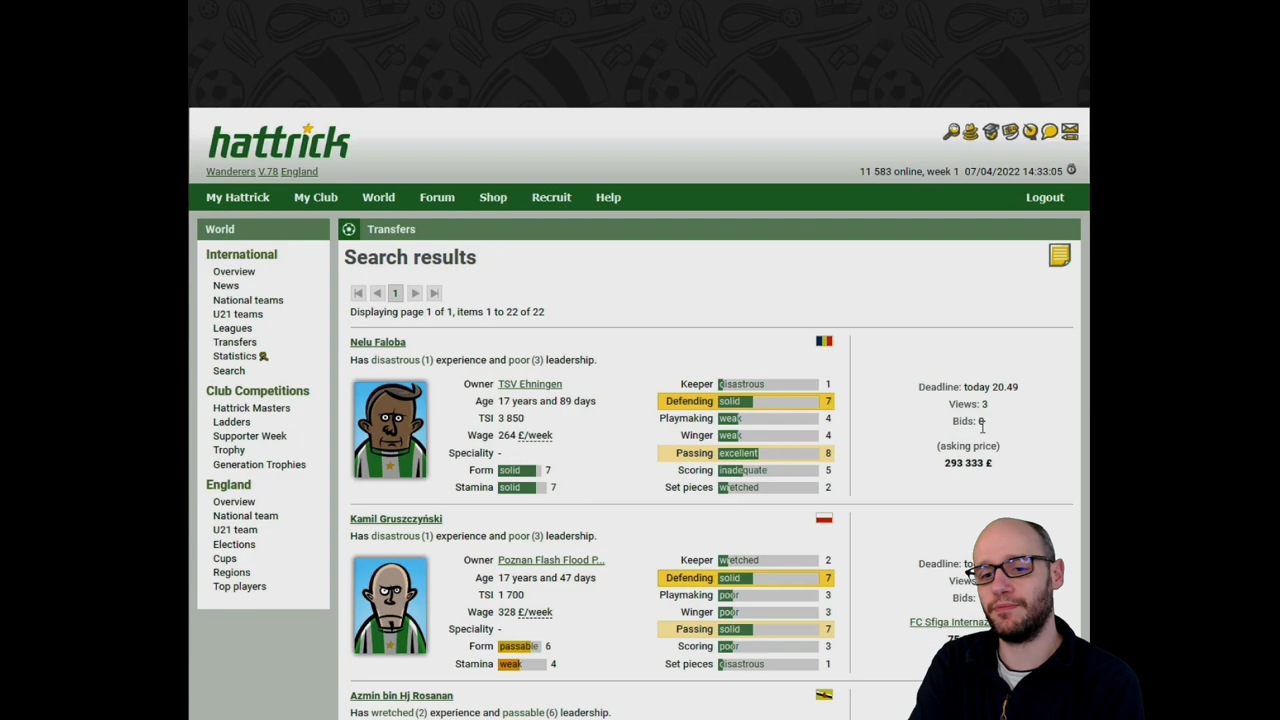 hattrick
Wanderers V.78 England
11 583 online, week 1 07/04/2022 14:33:05
My Hattrick My Club World Forum Shop Recruit Help Logout
World
International
Overview
News
National teams
U21 teams
Leagues
Transfers
Statistics
Search
Club Competitions
Hattrick Masters
Ladders
Supporter Week
Trophy
Generation Trophies
England
Overview
National team
U21 team
Elections
Cups
Regions
Top players
Transfers
Search results
1
Displaying page 1 of 1, items 1 to 22 of 22
Nelu Faloba
Has disastrous (1) experience and poor (3) leadership.
Owner TSV Ehningen
Age 17 years and 89 days
TSI 3 850
Wage 264 £/week
Speciality -
Form solid 7
Stamina solid 7
Keeper disastrous 1
Defending solid 7
Playmaking weak 4
Winger weak 4
Passing excellent 8
Scoring inadequate 5
Set pieces wretched 2
Deadline: today 20.49
Views: 3
Bids: 0
(asking price)
293 333 £
Kamil Gruszczyński
Has disastrous (1) experience and poor (3) leadership.
Owner Poznan Flash Flood P...
Age 17 years and 47 days
TSI 1 700
Wage 328 £/week
Speciality -
Form passable 6
Stamina weak 4
Keeper wretched 2
Defending solid 7
Playmaking poor 3
Winger poor 3
Passing solid 7
Scoring poor 3
Set pieces disastrous 1
Deadline:
Views
Bids:
FC Sfiga
Azmin bin Hj Rosanan
Has wretched (2) experience and passable (6) leadership.